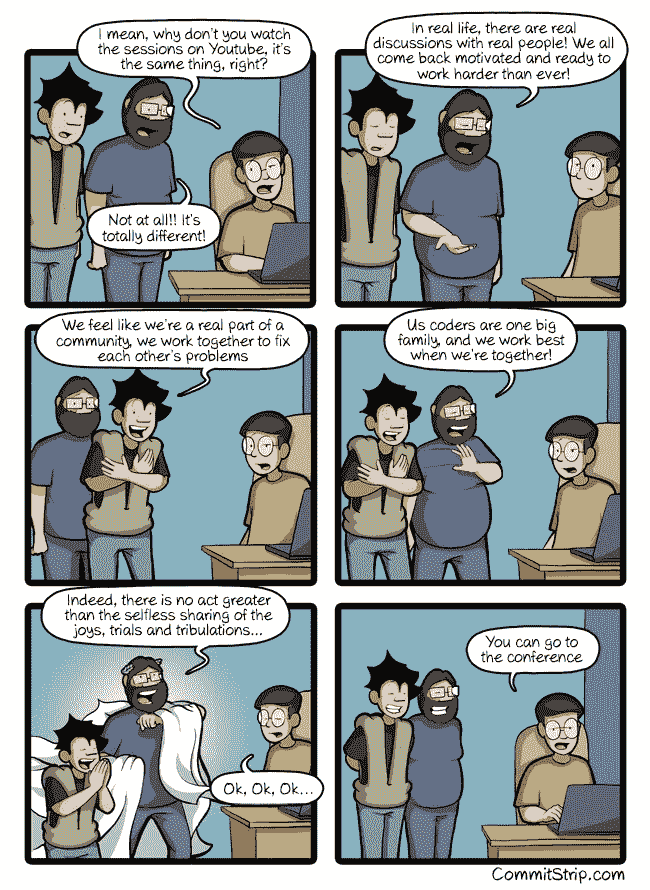 I mean, why don't you watch
the sessions on Youtube, it's
the same thing, right?
Not at all!! It's
totally different!
In real life, there are real
discussions with real people! We all
come back motivated and ready to
work harder than ever!
We feel like we're a real part of a
community, we work together to fix
each other's problems
Us coders are one big
family, and we work best
when we're together!
Indeed, there is no act greater
than the selfless sharing of the
joys, trials and tribulations...
Ok, Ok, Ok...
You can go to
the conference
CommitStrip.com